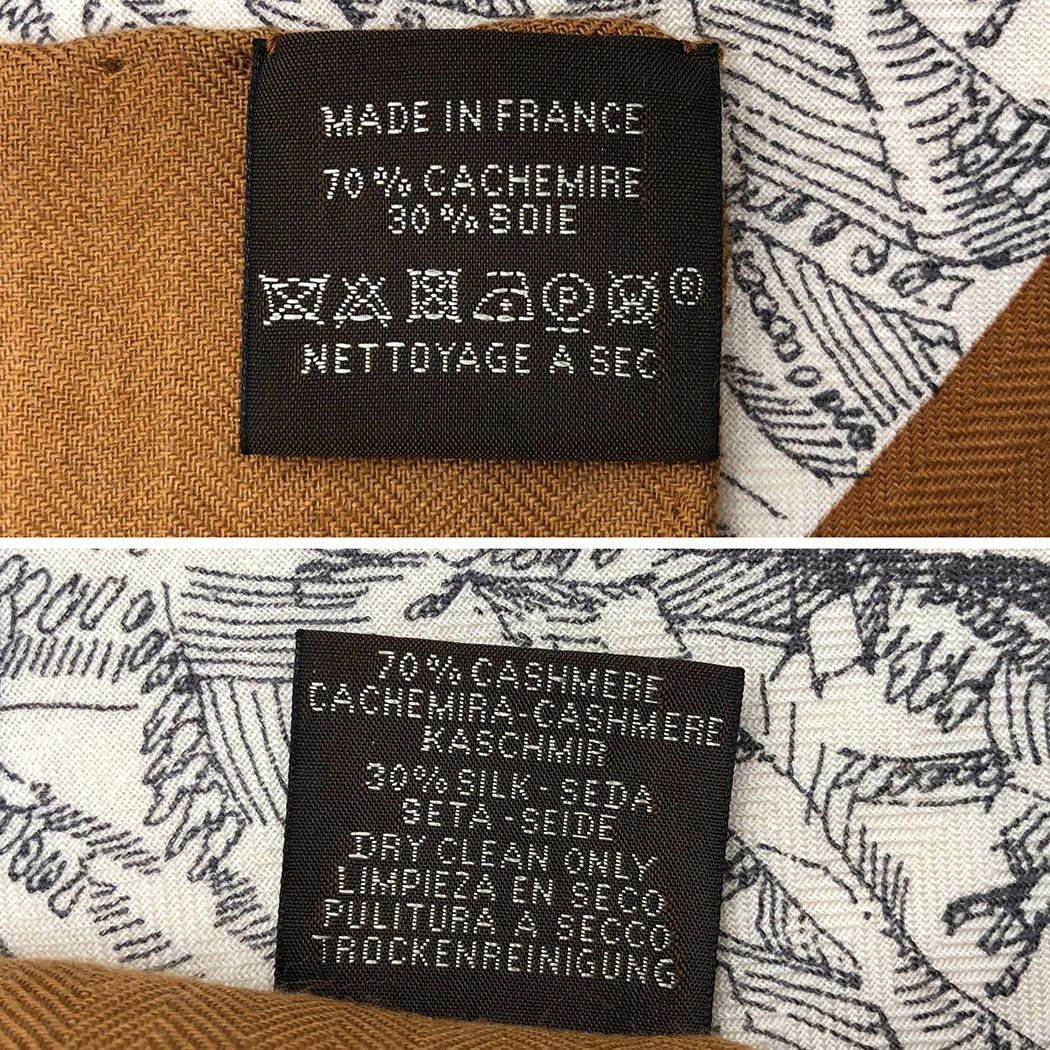 MADE IN FRANCE
70% CACHEMIRE
30% SOIE
P ®
NETTOYAGE A SEC
70% CASHMERE
CACHEMIRA-CASHMERE
KASCHMIR
30% SILK - SEDA
SETA - SEIDE
DRY CLEAN ONLY
LIMPIEZA EN SECO
PULITURA A SECCO
TROCKENREINIGUNG